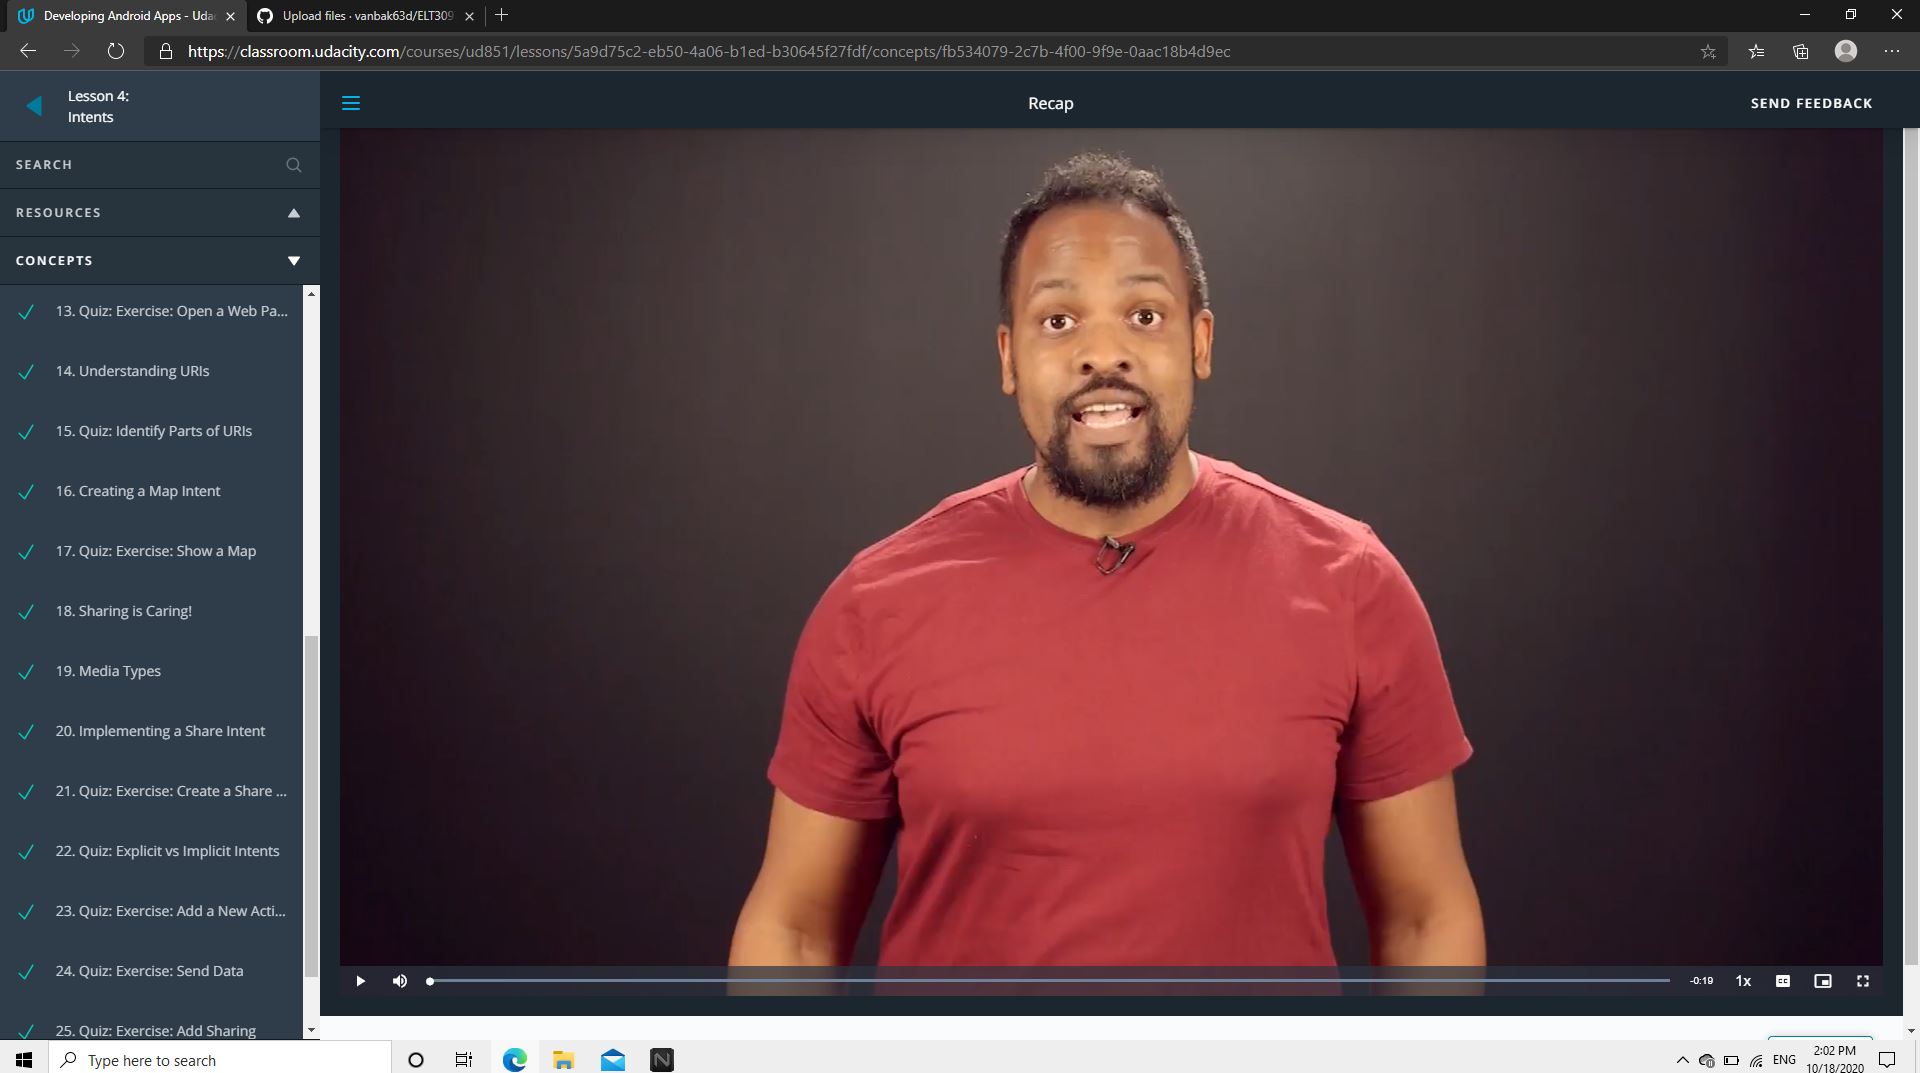 Developing Android Apps - Uda
Upload files · vanbak63d/ELT309
https://classroom.udacity.com/courses/ud851/lessons/5a9d75c2-eb50-4a06-b1ed-b30645f27fdf/concepts/fb534079-2c7b-4f00-9f9e-0aac18b4d9ec
Lesson 4:
Intents
Recap
SEND FEEDBACK
SEARCH
RESOURCES
CONCEPTS
13. Quiz: Exercise: Open a Web Pa...
14. Understanding URIs
15. Quiz: Identify Parts of URIs
16. Creating a Map Intent
17. Quiz: Exercise: Show a Map
18. Sharing is Caring!
19. Media Types
20. Implementing a Share Intent
21. Quiz: Exercise: Create a Share ...
22. Quiz: Explicit vs Implicit Intents
23. Quiz: Exercise: Add a New Acti...
24. Quiz: Exercise: Send Data
25. Quiz: Exercise: Add Sharing
-0:19
1x
CC
Type here to search
ENG
2:02 PM
10/18/2020